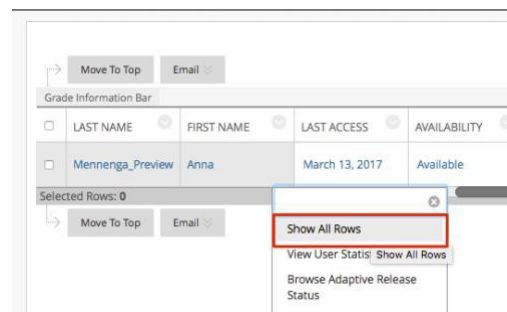 Move To Top Email
Grade Information Bar
LAST NAME FIRST NAME LAST ACCESS AVAILABILITY
Mennenga_Preview Anna March 13, 2017 Available
Selected Rows: 0
Move To Top Email
Show All Rows
View User Statis Show All Rows
Browse Adaptive Release
Status